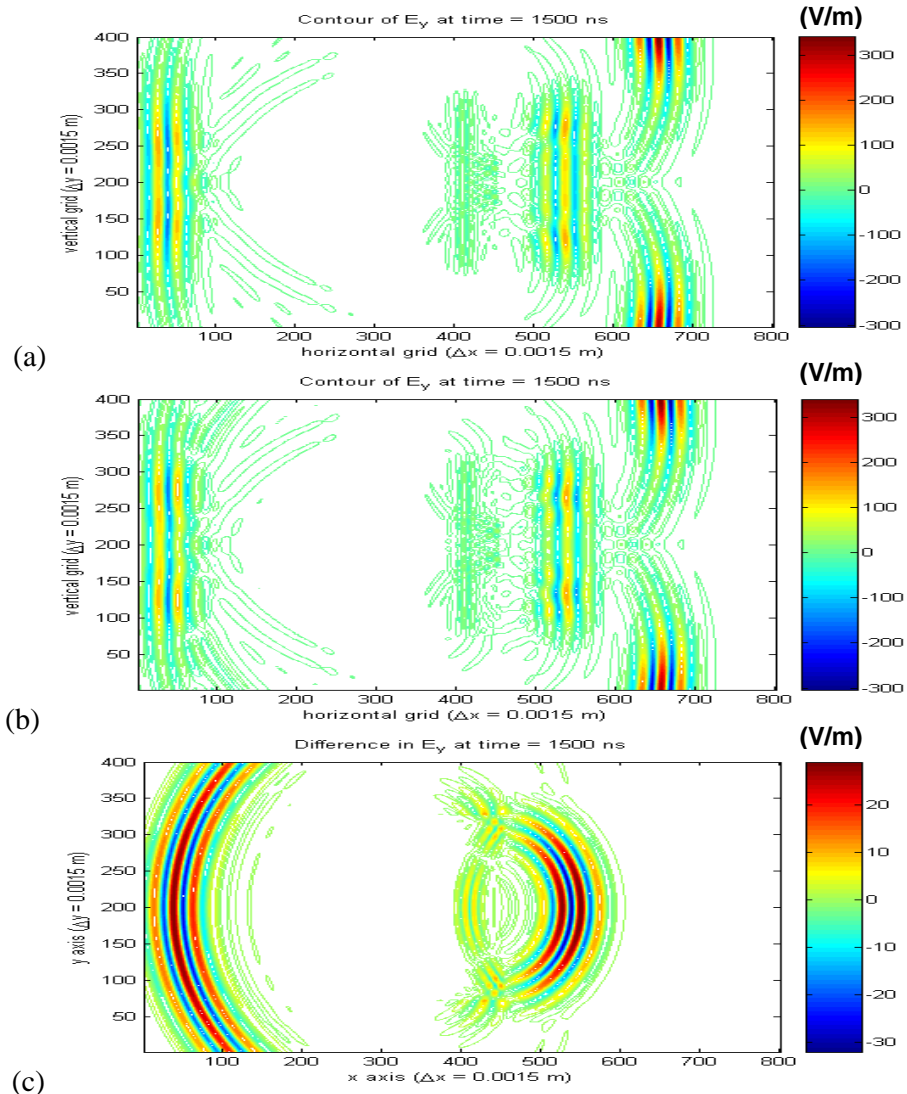 Contour of E_y at time = 1500 ns
(V/m)
400
350
300
250
200
150
100
50
vertical grid (Δy = 0.0015 m)
100 200 300 400 500 600 700 800
horizontal grid (Δx = 0.0015 m)
300
200
100
0
-100
-200
-300
(a)
Contour of E_y at time = 1500 ns
(V/m)
400
350
300
250
200
150
100
50
vertical grid (Δy = 0.0015 m)
100 200 300 400 500 600 700 800
horizontal grid (Δx = 0.0015 m)
300
200
100
0
-100
-200
-300
(b)
Difference in E_y at time = 1500 ns
(V/m)
400
350
300
250
200
150
100
50
y axis (Δy = 0.0015 m)
100 200 300 400 500 600 700 800
x axis (Δx = 0.0015 m)
20
10
0
-10
-20
-30
(c)